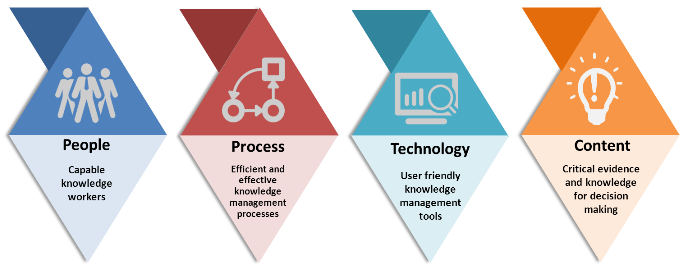 People
Capable
knowledge
workers
Process
Efficient and
effective
knowledge
management
processes
Technology
User friendly
knowledge
management
tools
Content
Critical evidence
and knowledge
for decision
making